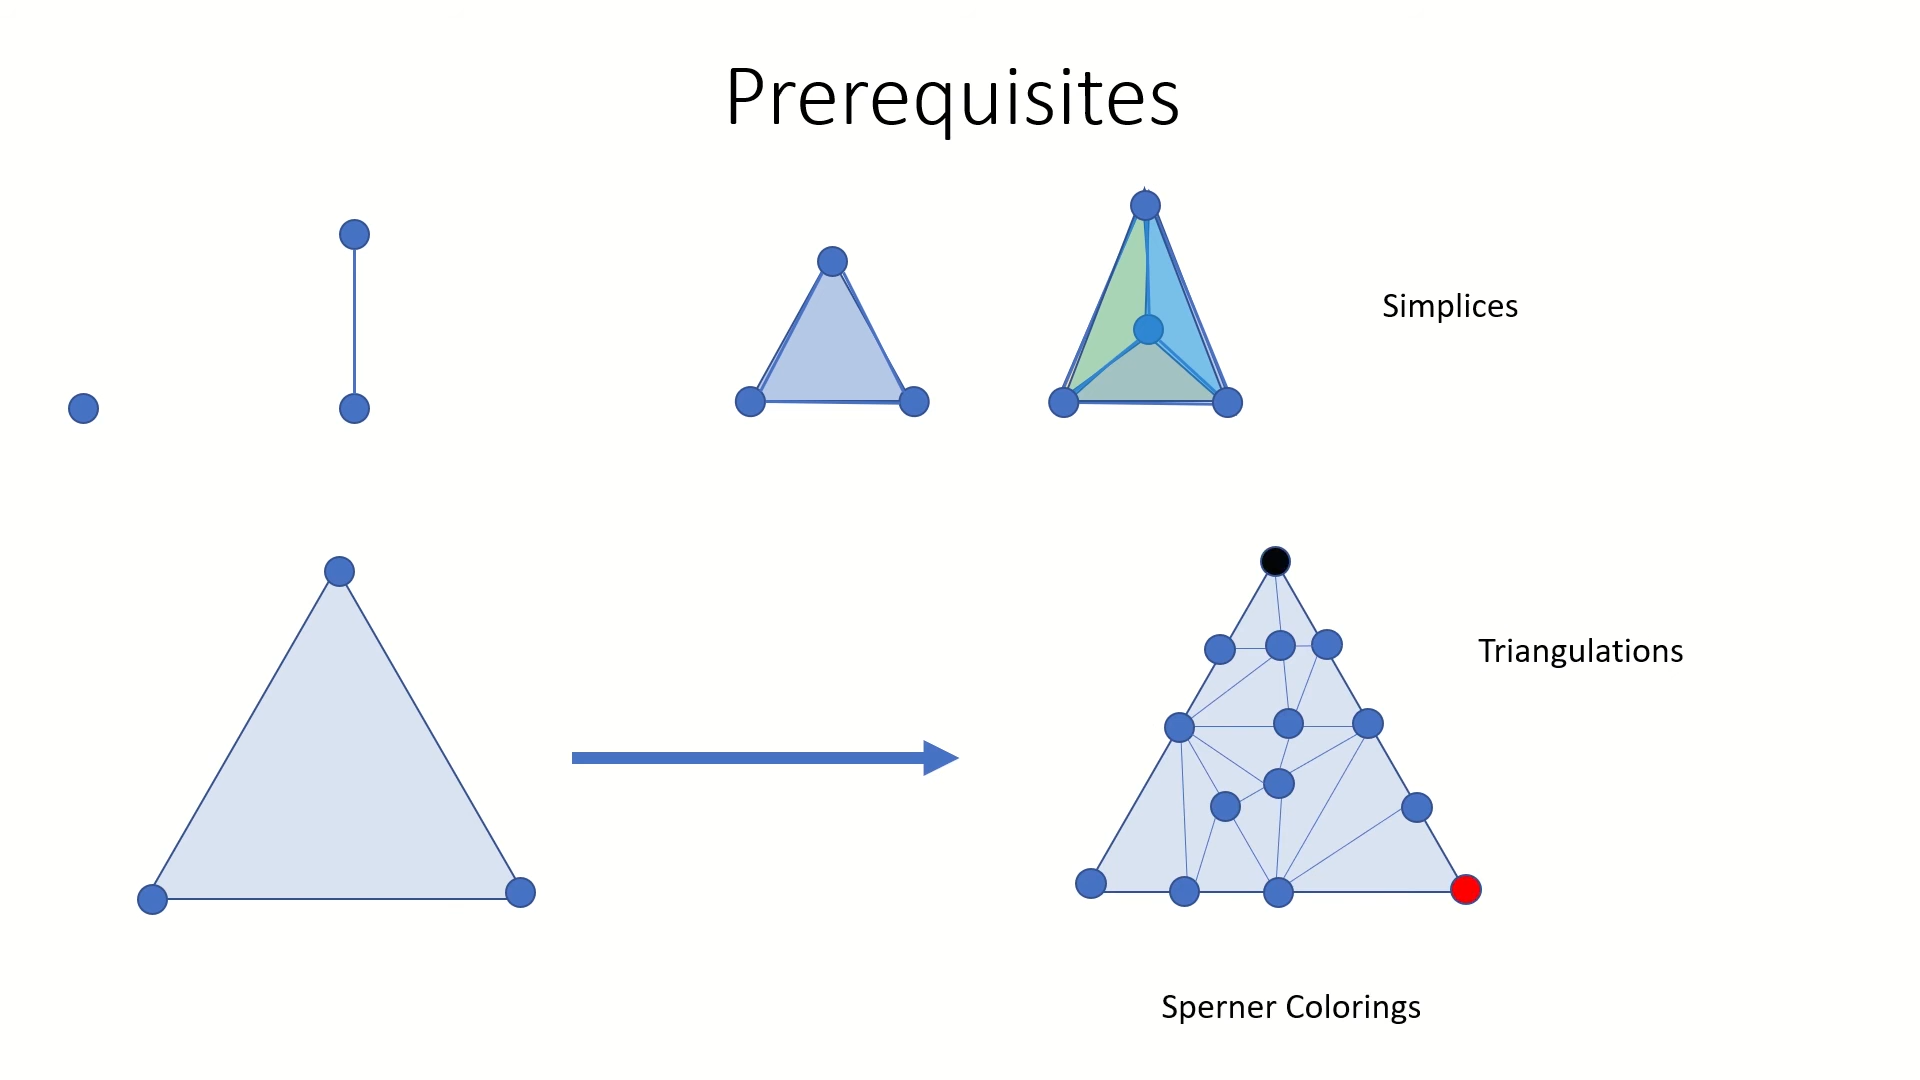 Prerequisites
Simplices
Triangulations
Sperner Colorings